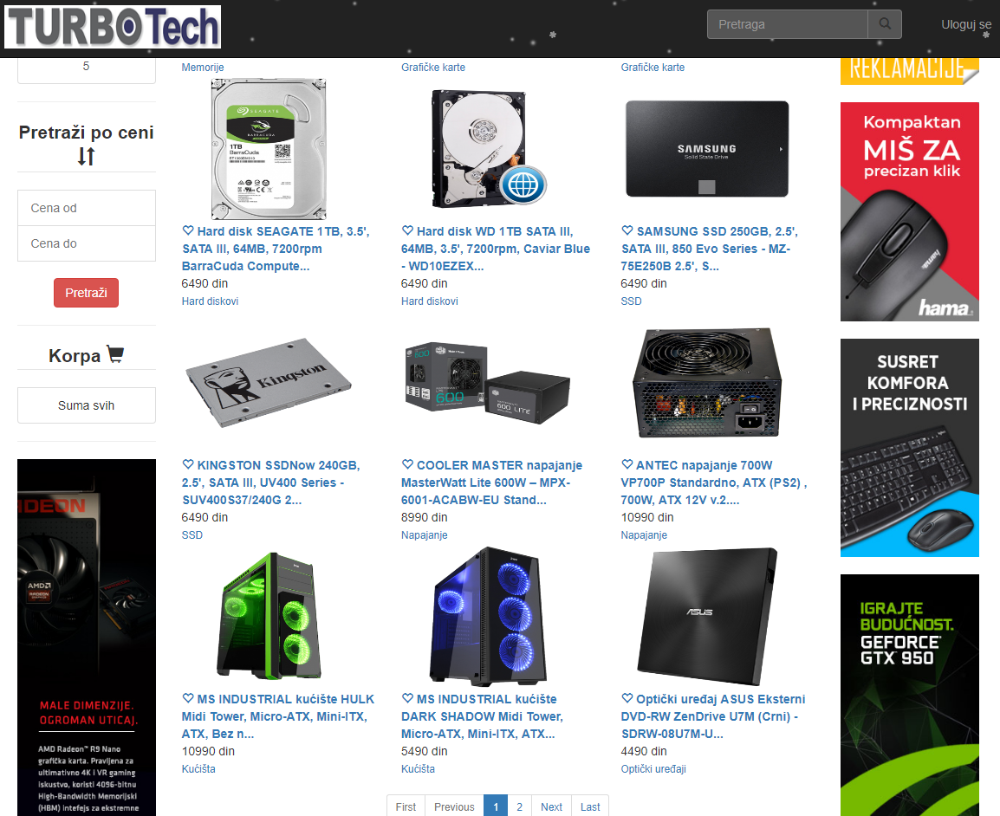 TURBOTech
Pretraga
Uloguj se
5
Pretraži po ceni
Cena od
Cena do
Pretraži
Korpa
Suma svih
RADEON
AMD
RADEON
MALE DIMENZIJE.
OGROMAN UTICAJ.
AMD Radeon™ R9 Nano
grafička karta. Pravljena za
ultimativno 4K i VR gaming
iskustvo, koristi 4096-bitnu
High-Bandwidth Memorijski
(HBM) intefejs za ekstremne
Memorije
Grafičke karte
Grafičke karte
SEAGATE
BARRACUDA
1TB
BarraCuda
SAMSUNG
Solid State Drive
Hard disk SEAGATE 1TB, 3.5',
SATA III, 64MB, 7200rpm
BarraCuda Compute...
6490 din
Hard diskovi
Hard disk WD 1TB SATA III,
64MB, 3.5', 7200rpm, Caviar Blue
- WD10EZEX...
6490 din
Hard diskovi
SAMSUNG SSD 250GB, 2.5',
SATA III, 850 Evo Series - MZ-
75E250B 2.5', S...
6490 din
SSD
Kingston
600
MASTERWATT
600
600 LITE
KINGSTON SSDNow 240GB,
2.5', SATA III, UV400 Series -
SUV400S37/240G 2...
6490 din
SSD
COOLER MASTER napajanje
MasterWatt Lite 600W – MPX-
6001-ACABW-EU Stand...
8990 din
Napajanje
ANTEC napajanje 700W
VP700P Standardno, ATX (PS2) ,
700W, ATX 12V v.2....
10990 din
Napajanje
ASUS
MS INDUSTRIAL kućište HULK
Midi Tower, Micro-ATX, Mini-ITX,
ATX, Bez n...
10990 din
Kućišta
MS INDUSTRIAL kućište
DARK SHADOW Midi Tower,
Micro-ATX, Mini-ITX, ATX...
5490 din
Kućišta
Optički uređaj ASUS Eksterni
DVD-RW ZenDrive U7M (Crni) -
SDRW-08U7M-U...
4490 din
Optički uređaji
First Previous 1 2 Next Last
REKLAMACIJE
Kompaktan
MIŠ ZA
precizan klik
hama
hama
SUSRET
KOMFORA
I PRECIZNOSTI
IGRAJTE
BUDUĆNOST.
GEFORCE®
GTX™ 950